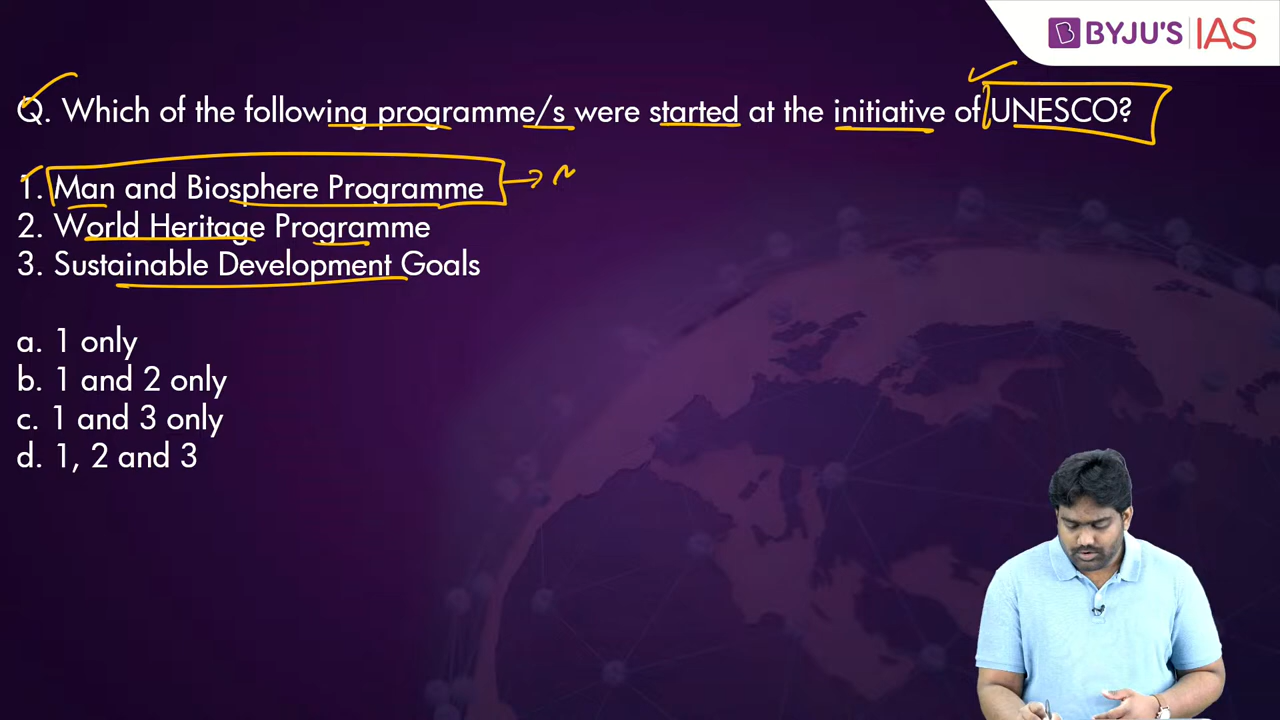 BYJU'S IAS
Q. Which of the following programme/s were started at the initiative of UNESCO?
1. Man and Biosphere Programme
2. World Heritage Programme
3. Sustainable Development Goals
a. 1 only
b. 1 and 2 only
c. 1 and 3 only
d. 1, 2 and 3